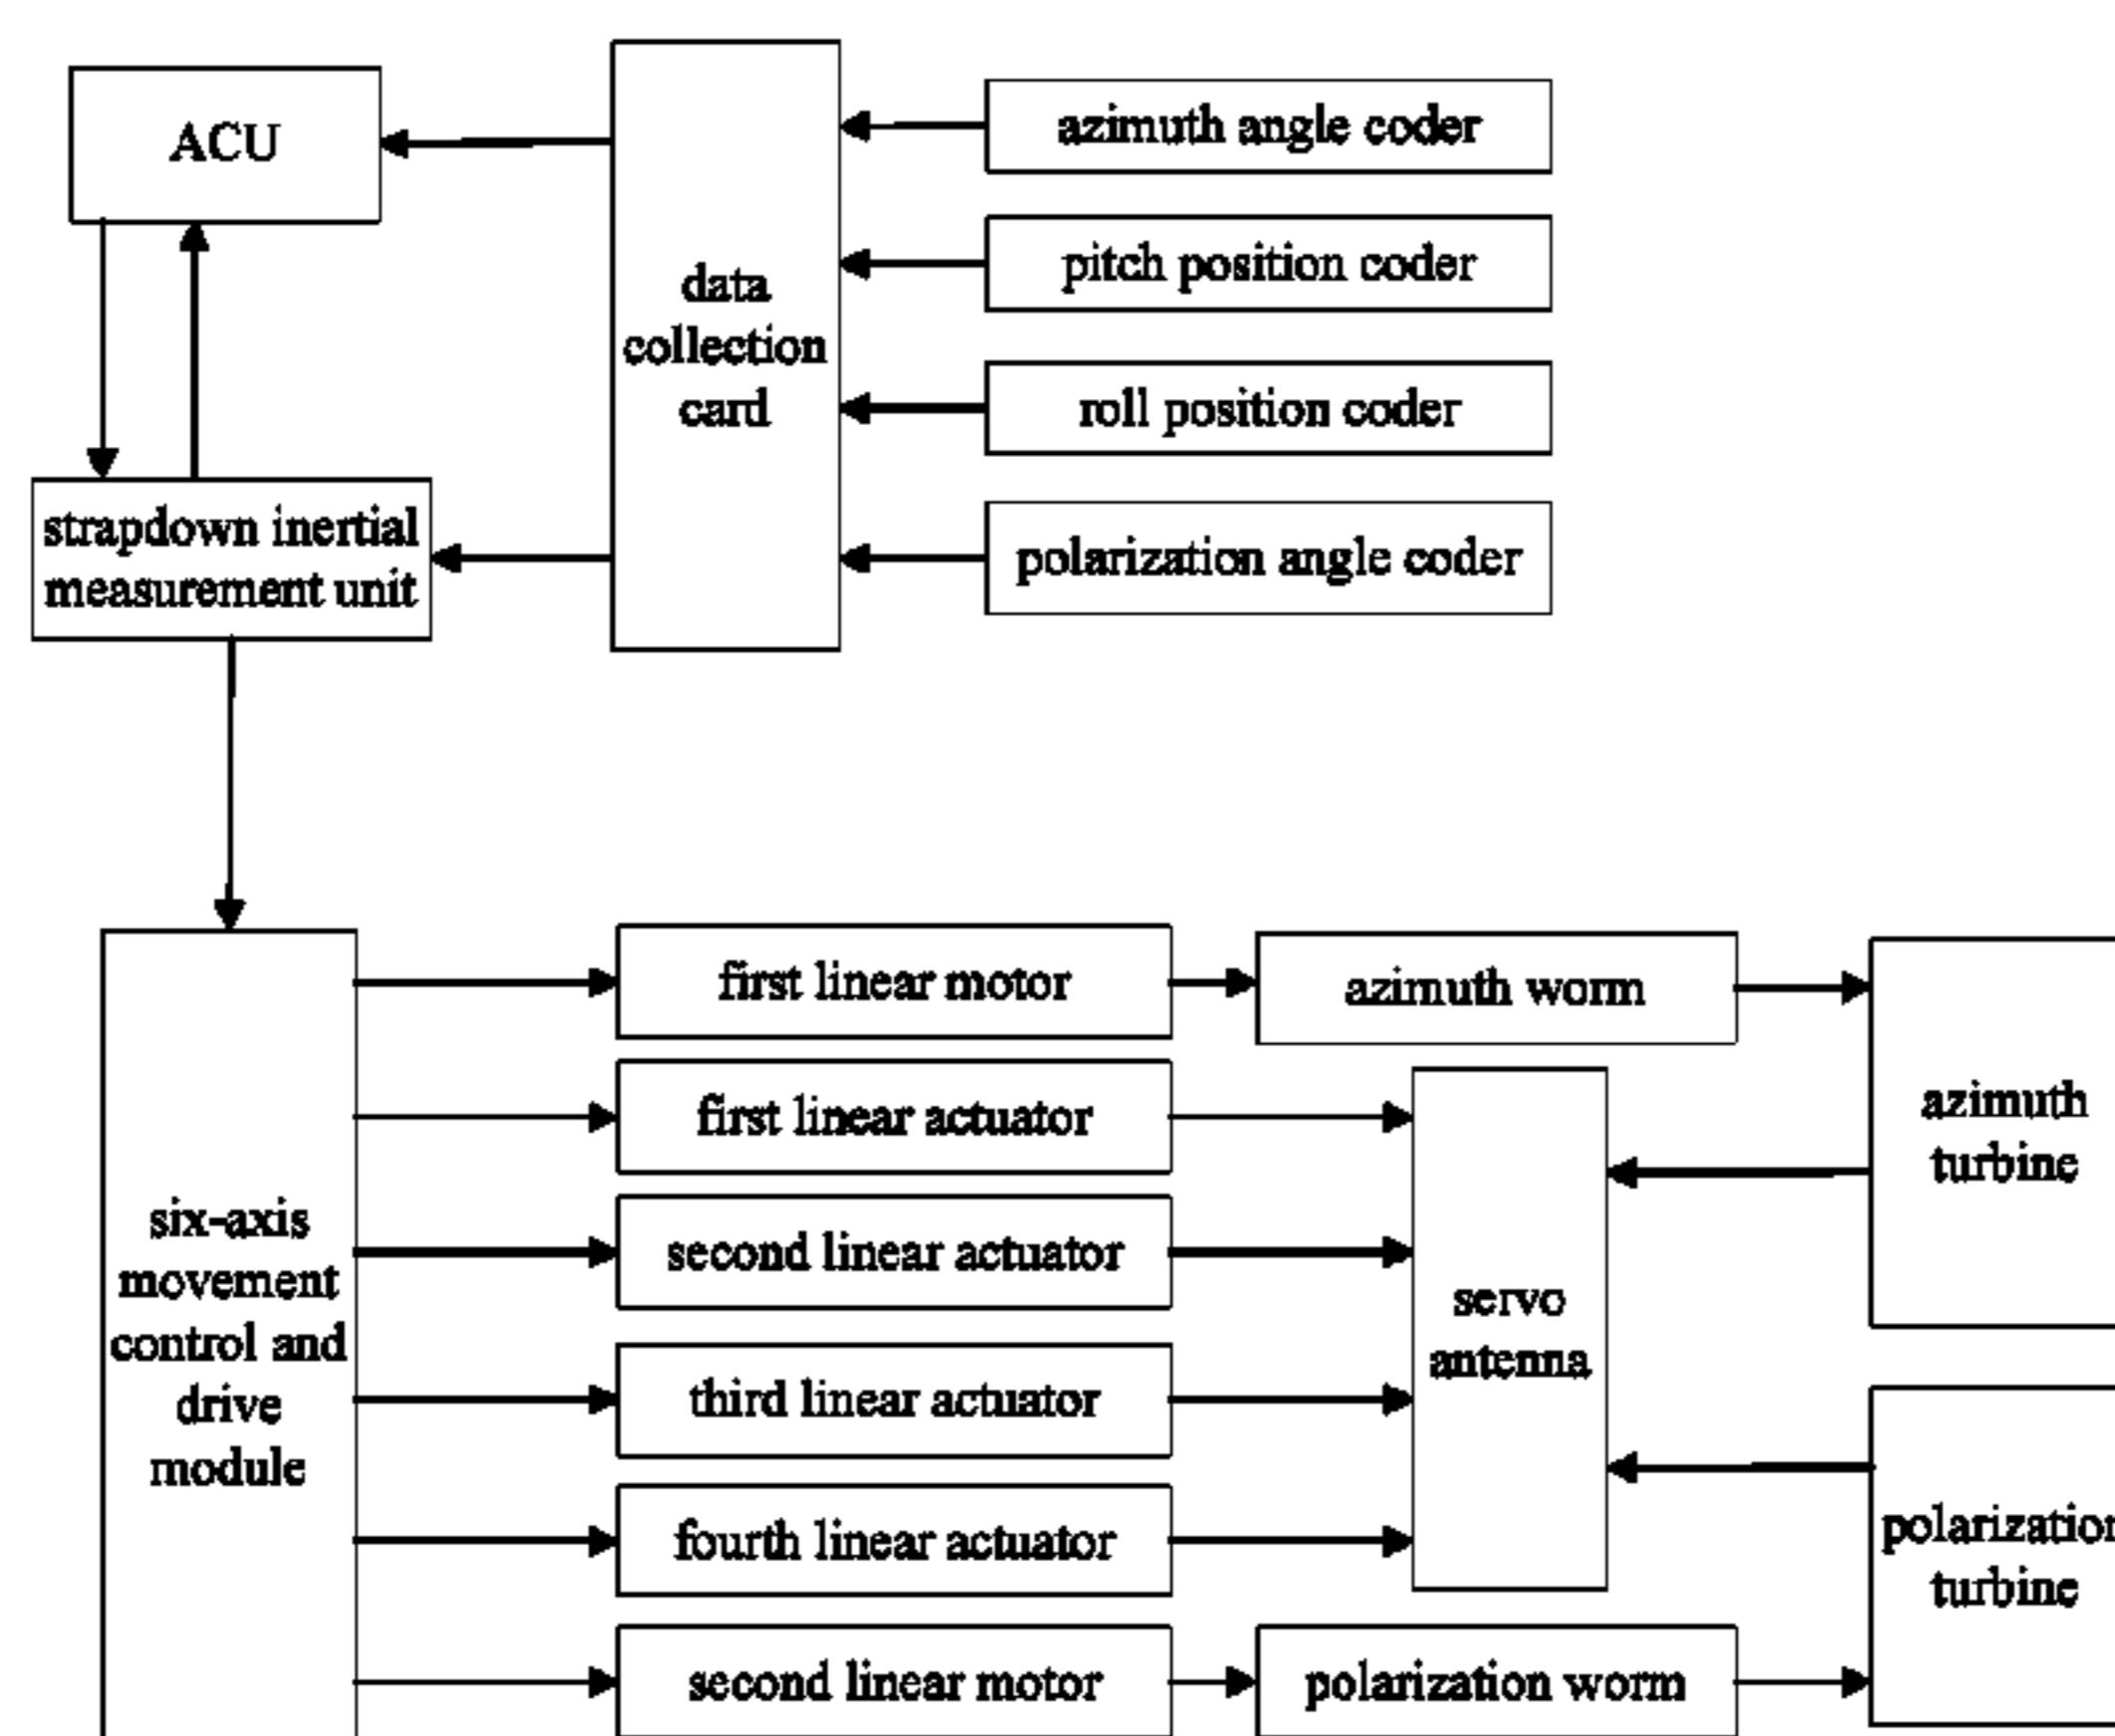 ACU
data
collection
card
azimuth angle coder
pitch position coder
roll position coder
polarization angle coder
strapdown inertial
measurement unit
six-axis
movement
control and
drive
module
first linear motor
first linear actuator
second linear actuator
third linear actuator
fourth linear actuator
second linear motor
azimuth worm
servo
antenna
polarization worm
azimuth
turbine
polarization
turbine